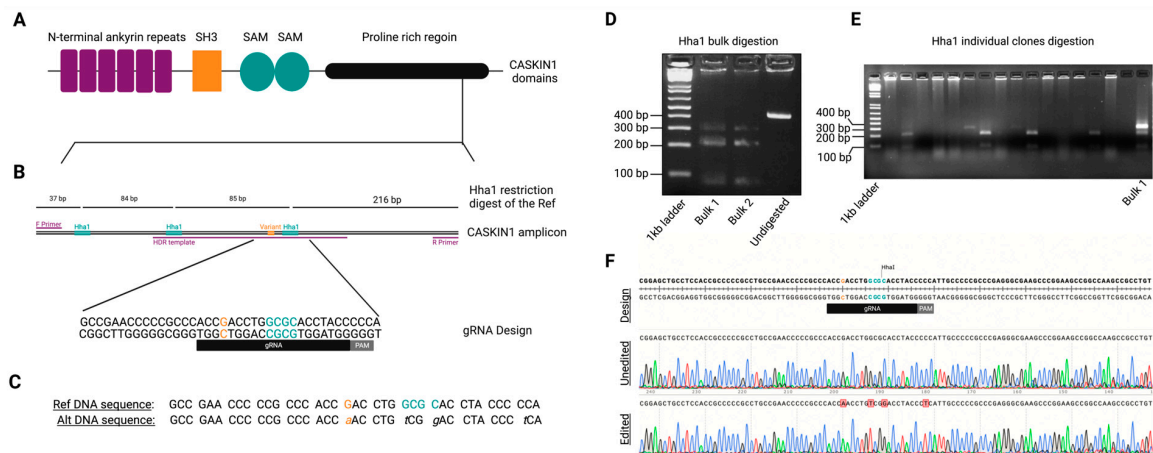 A
N-terminal ankyrin repeats
SH3
SAM
SAM
Proline rich regoin
CASKIN1 domains
B
37 bp
84 bp
85 bp
216 bp
Hha1 restriction digest of the Ref
F Primer
Hha1
Hha1
Variant
Hha1
CASKIN1 amplicon
HDR template
R Primer
GCCGAACCCCCGCCCACCGACCTGGCGCACCTACCCCCA
CGGCTTGGGGGCGGGTGGCTGGACCGCGTGGATGGGGGT
gRNA
PAM
gRNA Design
C
Ref DNA sequence: GCC GAA CCC CCG CCC ACC GAC CTG GCG CAC CTA CCC CCA
Alt DNA sequence: GCC GAA CCC CCG CCC ACC aAC CTG tCG gAC CTA CCC tCA
D
Hha1 bulk digestion
400 bp
300 bp
200 bp
100 bp
1kb ladder
Bulk 1
Bulk 2
Undigested
E
Hha1 individual clones digestion
400 bp
300 bp
200 bp
100 bp
1kb ladder
Bulk 1
F
Design
Hha1
CGGAGCTGCCTCCACCGCCCCCGCCTGCCGAACCCCCGCCCACCGACCTGGCGCACCTACCCCCATTGCCCCCGCCCGAGGGCGAAGCCCGGAAGCCGGCCAAGCCGCCTGT
GCCTCGACGGAGGTGGCGGGGGCGGACGGCTTGGGGGCGGGTGGCTGGACCGCGTGGATGGGGGTAACGGGGGCGGGCTCCCGCTTCGGGCCTTCGGCCGGTTCGGCGGACA
gRNA
PAM
Unedited
CGGAGCTGCCTCCACCGCCCCCGCCTGCCGAACCCCCGCCCACCGACCTGGCGCACCTACCCCCATTGCCCCCGCCCGAGGGCGAAGCCCGGAAGCCGGCCAAGCCGCCTGT
Edited
CGGAGCTGCCTCCACCGCCCCCGCCTGCCGAACCCCCGCCCACCAACCTGTCGGACCTACCCTCATTGCCCCCGCCCGAGGGCGAAGCCCGGAAGCCGGCCAAGCCGCCTGT